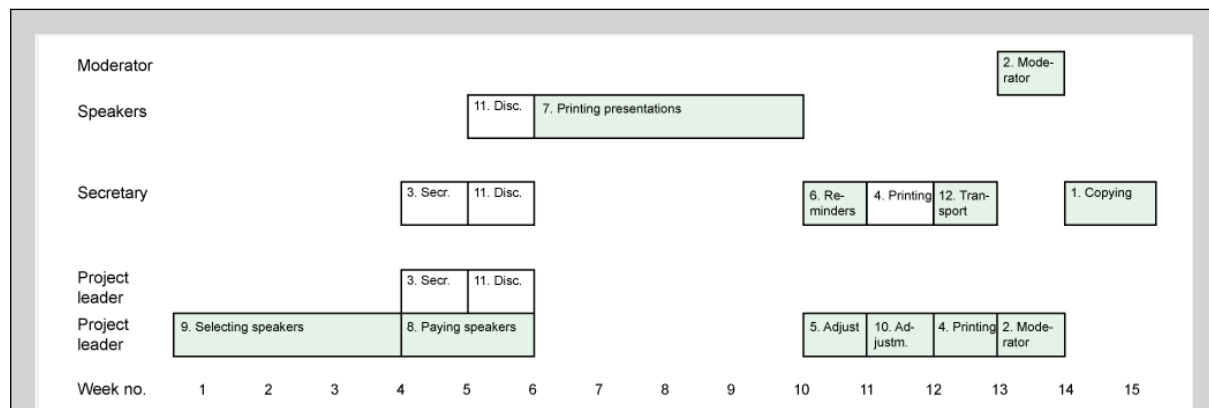 Moderator
2. Mode-
rator
Speakers
11. Disc.
7. Printing presentations
Secretary
3. Secr.
11. Disc.
6. Re-
minders
4. Printing
12. Tran-
sport
1. Copying
Project
leader
3. Secr.
11. Disc.
Project
leader
9. Selecting speakers
8. Paying speakers
5. Adjust
10. Ad-
justm.
4. Printing
2. Mode-
rator
Week no. 1 2 3 4 5 6 7 8 9 10 11 12 13 14 15